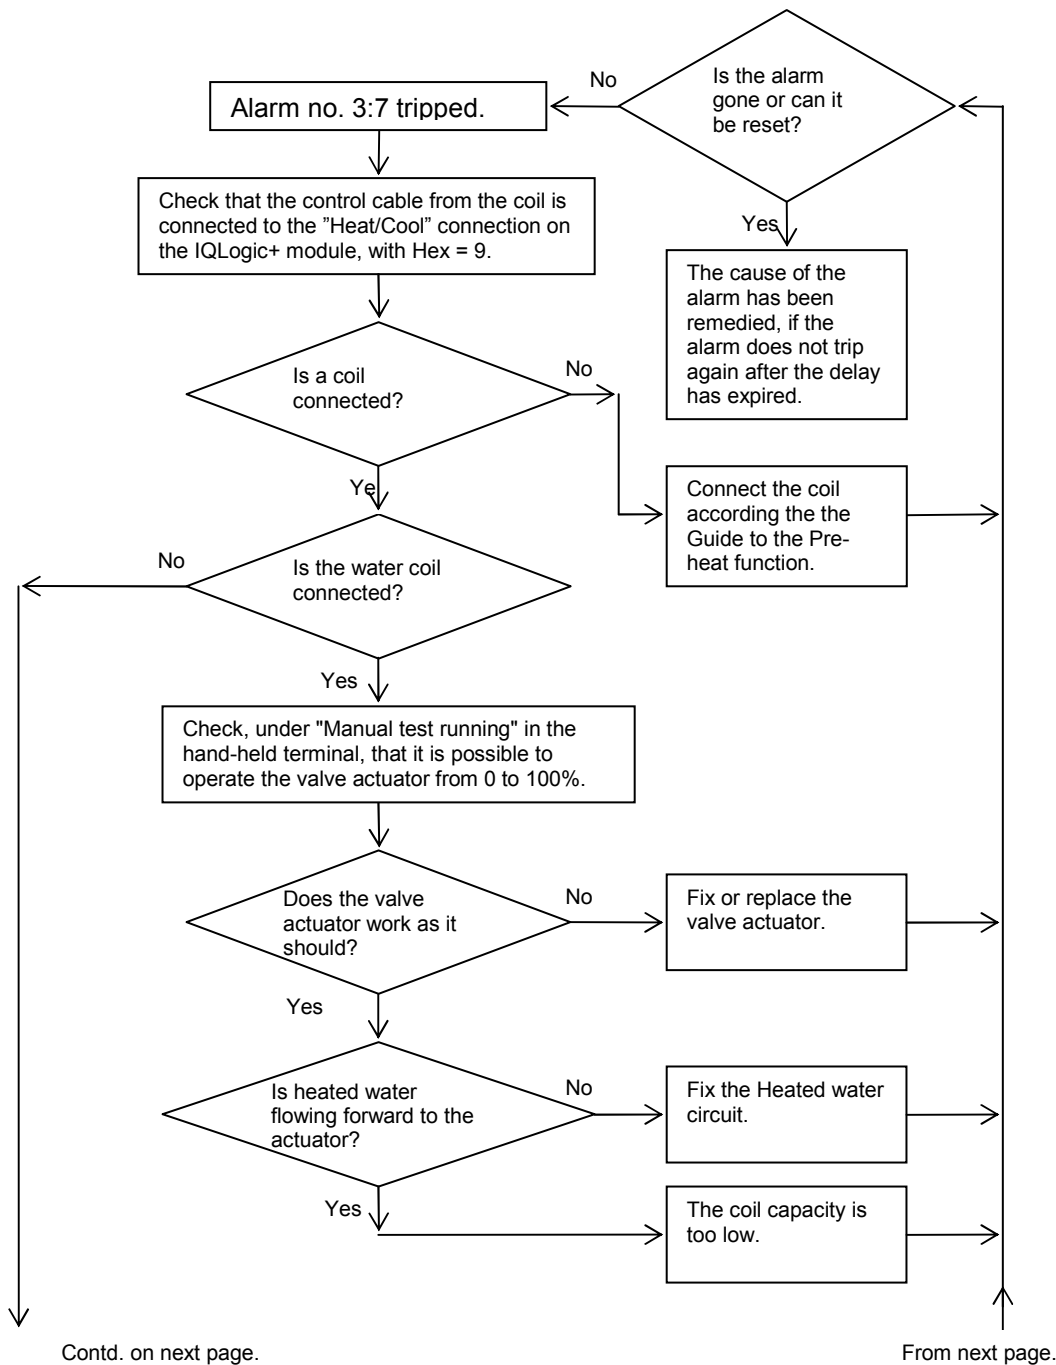 No
Is the alarm
gone or can it
be reset?
Alarm no. 3:7 tripped.
Check that the control cable from the coil is
connected to the ”Heat/Cool” connection on
the IQLogic+ module, with Hex = 9.
Yes
The cause of the
alarm has been
remedied, if the
alarm does not trip
again after the delay
has expired.
Is a coil
connected?
No
Ye
Connect the coil
according the the
Guide to the Pre-
heat function.
No
Is the water coil
connected?
Yes
Check, under "Manual test running" in the
hand-held terminal, that it is possible to
operate the valve actuator from 0 to 100%.
Does the valve
actuator work as it
should?
No
Fix or replace the
valve actuator.
Yes
Is heated water
flowing forward to the
actuator?
No
Fix the Heated water
circuit.
Yes
The coil capacity is
too low.
Contd. on next page.
From next page.